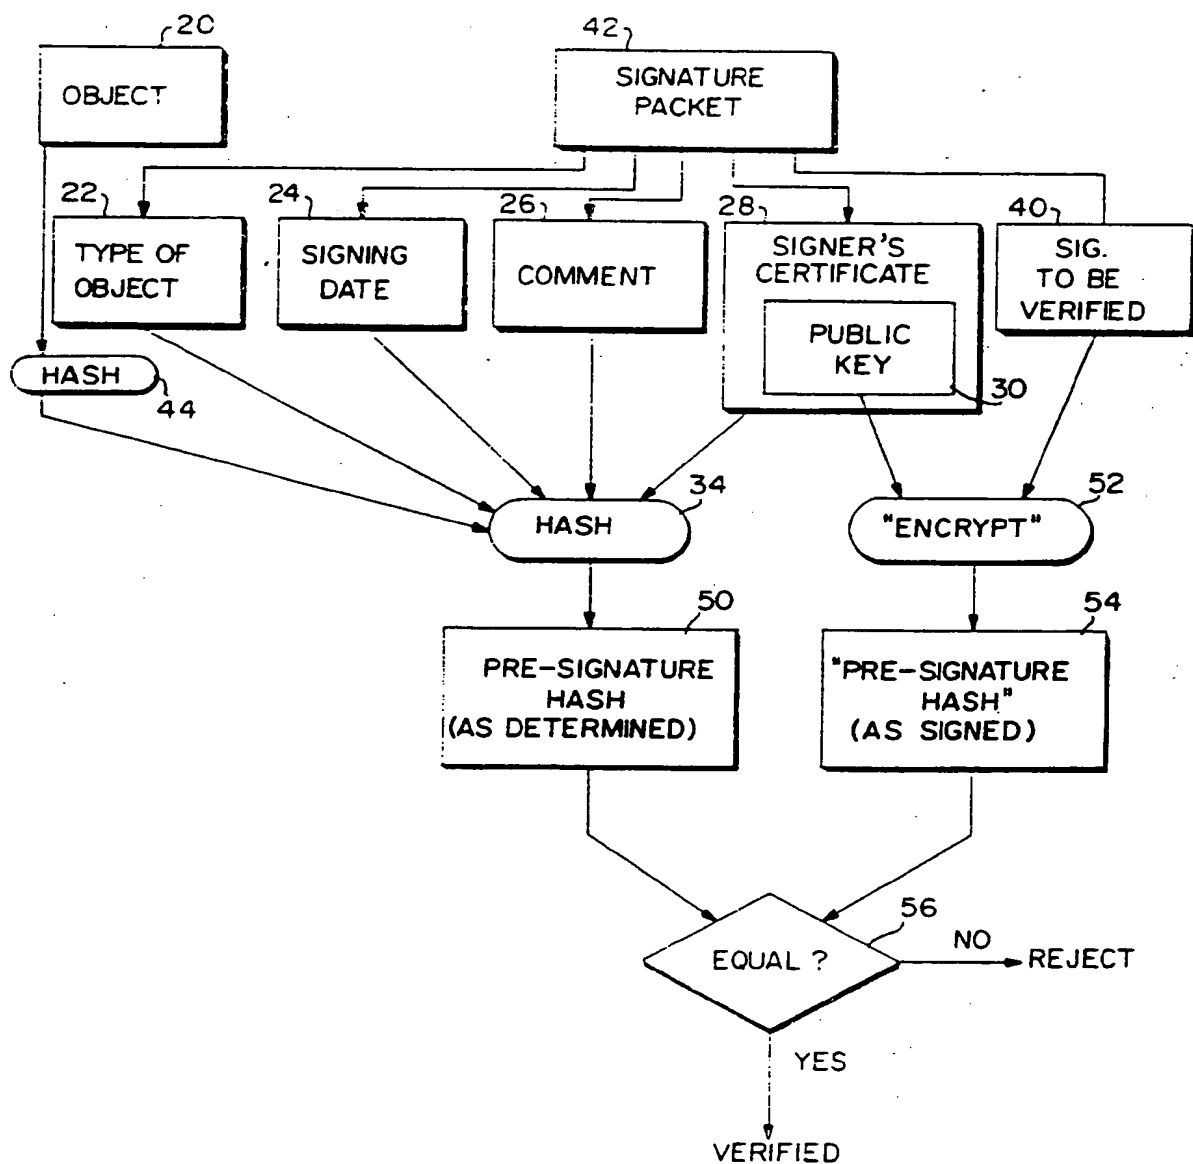 20
42
OBJECT
SIGNATURE
PACKET
22
24
26
28
40
TYPE OF
OBJECT
SIGNING
DATE
COMMENT
SIGNER'S
CERTIFICATE
PUBLIC
KEY
30
SIG.
TO BE
VERIFIED
HASH
44
HASH
34
"ENCRYPT"
52
50
54
PRE-SIGNATURE
HASH
(AS DETERMINED)
"PRE-SIGNATURE
HASH"
(AS SIGNED)
EQUAL ?
56
NO
REJECT
YES
VERIFIED